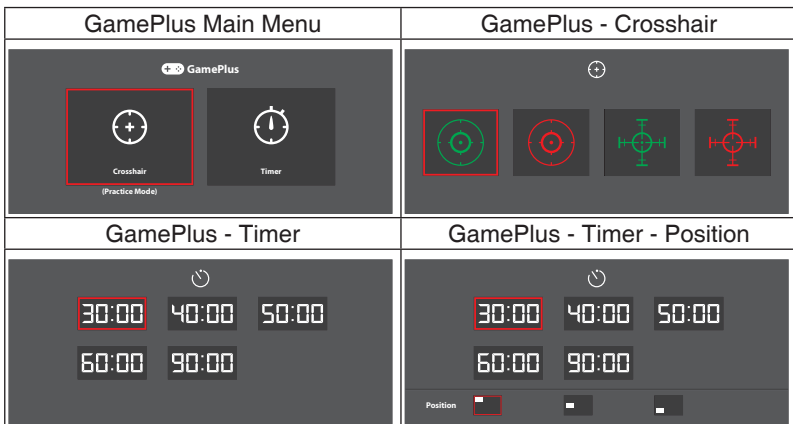 GamePlus Main Menu
GamePlus - Crosshair
GamePlus
Crosshair
Timer
(Practice Mode)
GamePlus - Timer
GamePlus - Timer - Position
30:00 40:00 50:00
60:00 90:00
30:00 40:00 50:00
60:00 90:00
Position